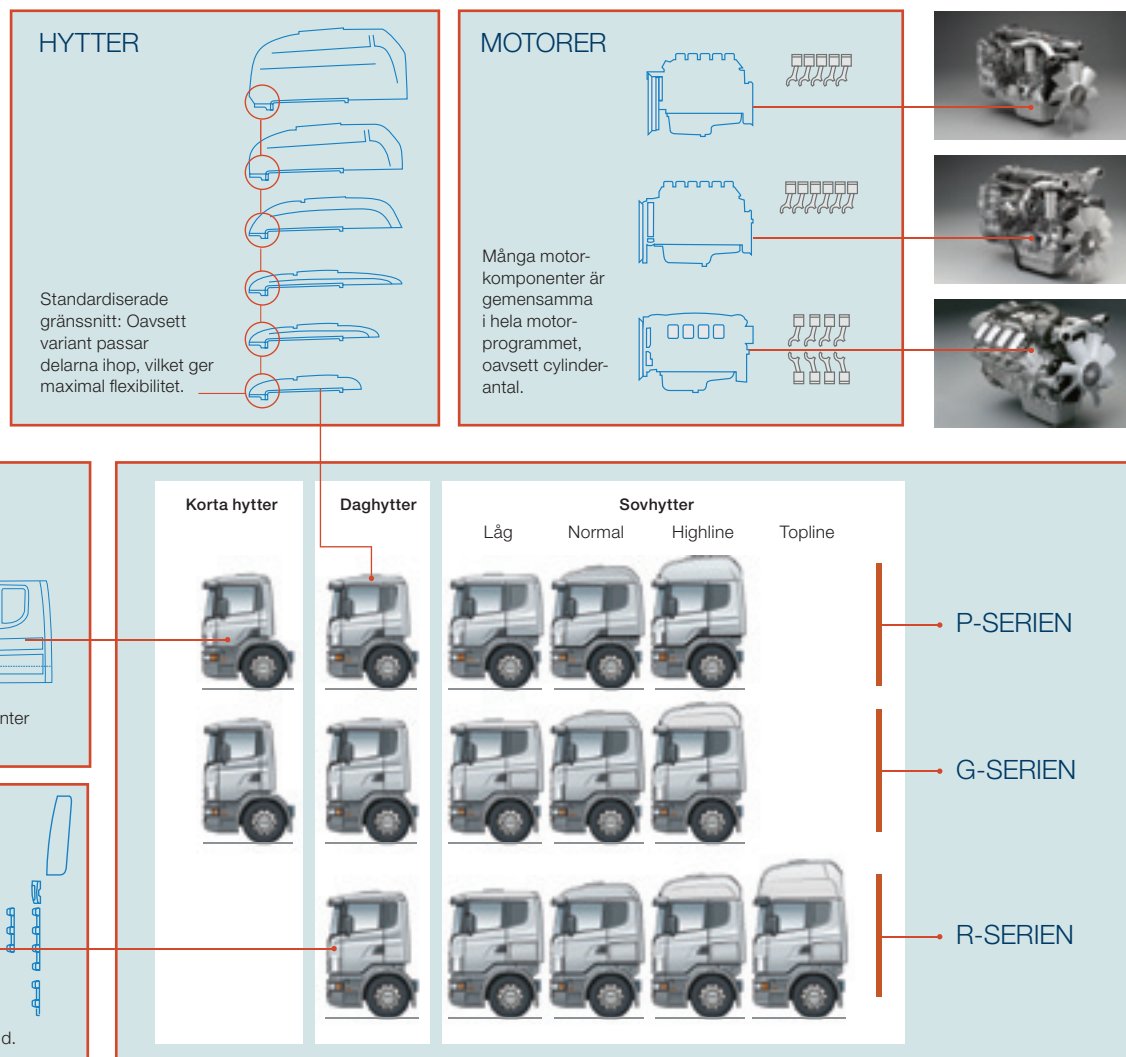 HYTTER
Standardiserade
gränssnitt: Oavsett
variant passar
delarna ihop, vilket ger
maximal flexibilitet.
MOTORER
Många motor-
komponenter är
gemensamma
i hela motor-
programmet,
oavsett cylinder-
antal.
nter
d.
Korta hytter
Daghytter
Sovhytter
Låg
Normal
Highline
Topline
P-SERIEN
G-SERIEN
R-SERIEN